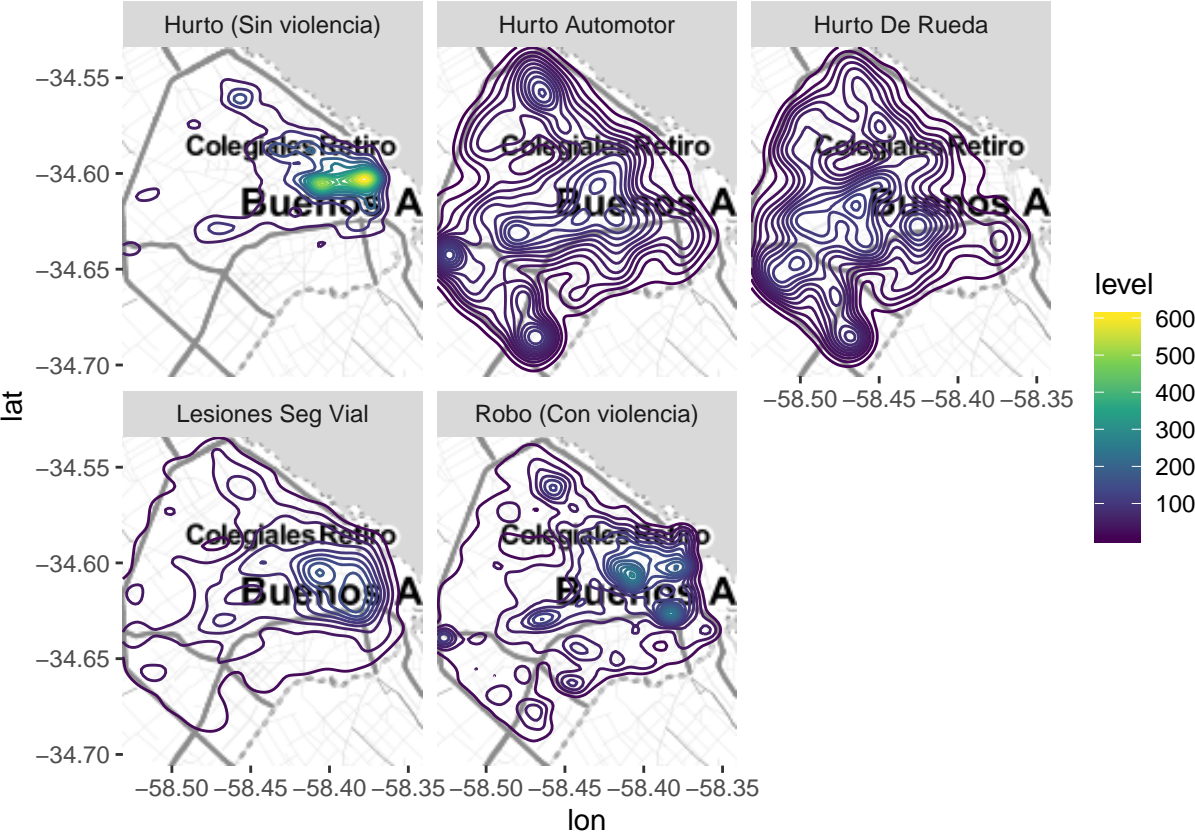 Hurto (Sin violencia)
Hurto Automotor
Hurto De Rueda
−34.55
−34.60
−34.65
−34.70
Colegiales Retiro
Buenos A
Colegiales Retiro
Buenos A
Colegiales Retiro
Buenos A
−58.50 −58.45 −58.40 −58.35
level
600
500
400
300
200
100
lat
Lesiones Seg Vial
Robo (Con violencia)
−34.55
−34.60
−34.65
−34.70
Colegiales Retiro
Buenos A
Colegiales Retiro
Buenos A
−58.50 −58.45 −58.40 −58.35
−58.50 −58.45 −58.40 −58.35
lon